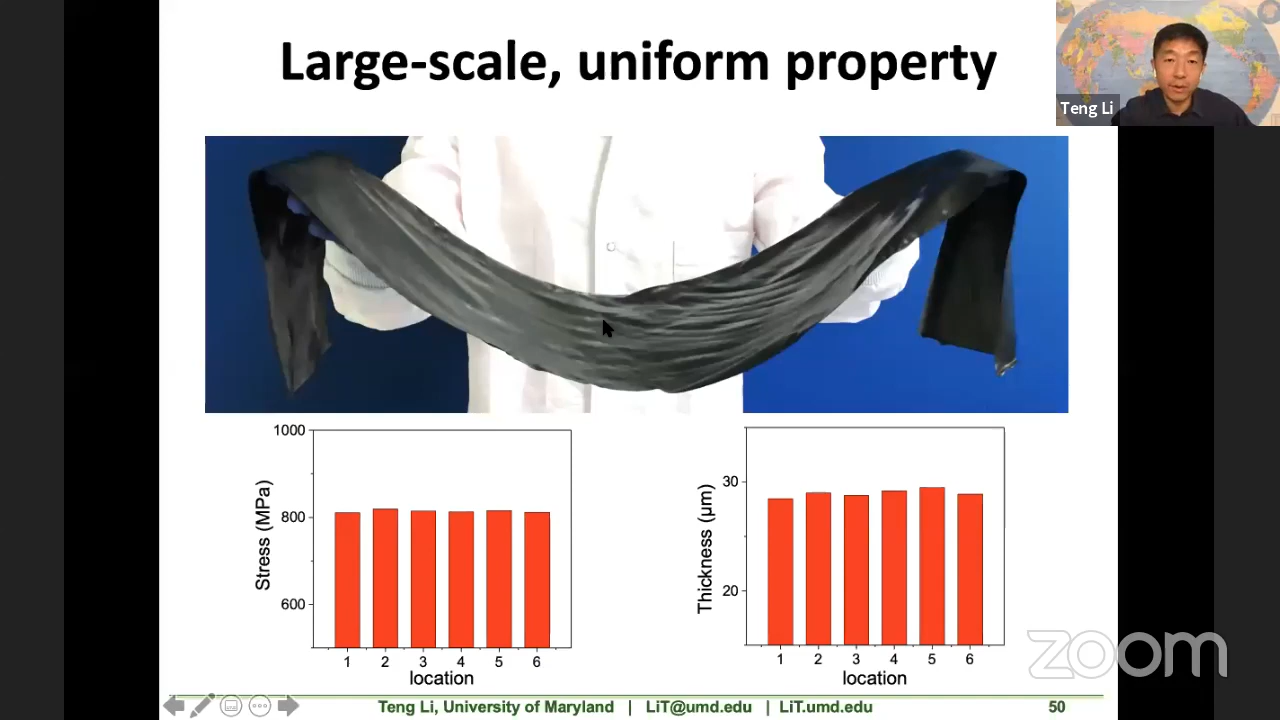 Large-scale, uniform property
Teng Li
1000
800
600
Stress (MPa)
1 2 3 4 5 6
location
30
20
Thickness (μm)
1 2 3 4 5 6
location
zoom
Teng Li, University of Maryland | LiT@umd.edu | LiT.umd.edu 50